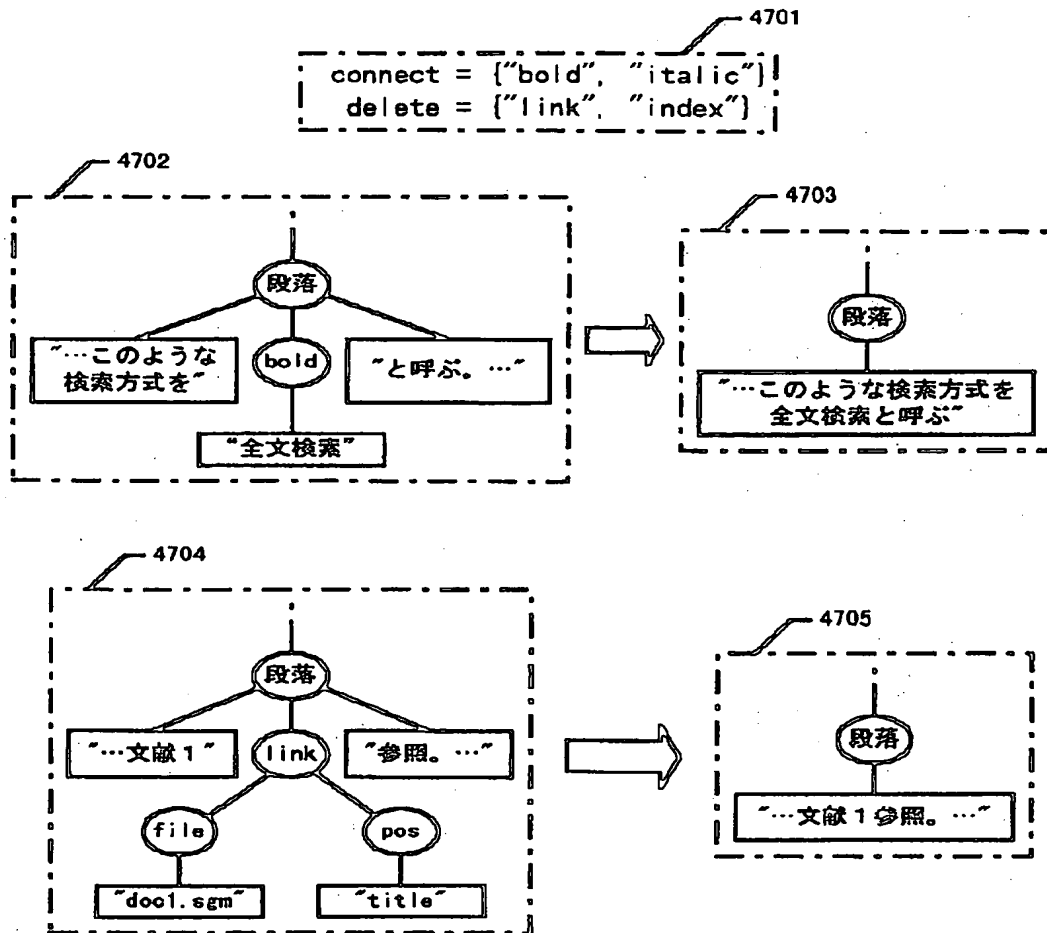 4701
connect = {"bold", "italic"}
delete = {"link", "index"}
4702
段落
"…このような
検索方式を"
bold
"と呼ぶ。…"
"全文検索"
4703
段落
"…このような検索方式を
全文検索と呼ぶ"
4704
段落
"…文献１"
link
"参照。…"
file
pos
"doc1.sgm"
"title"
4705
段落
"…文献１参照。…"